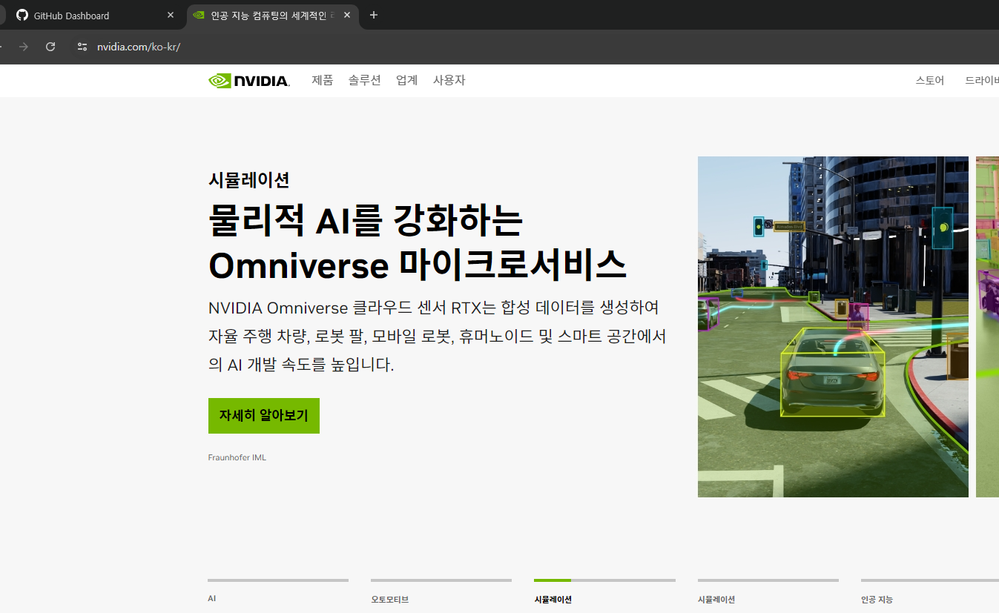 GitHub Dashboard
인공 지능 컴퓨팅의 세계적인
nvidia.com/ko-kr/
NVIDIA.
제품 솔루션 업계 사용자
스토어
시뮬레이션
물리적 AI를 강화하는
Omniverse 마이크로서비스
NVIDIA Omniverse 클라우드 센서 RTX는 합성 데이터를 생성하여
자율 주행 차량, 로봇 팔, 모바일 로봇, 휴머노이드 및 스마트 공간에서
의 AI 개발 속도를 높입니다.
자세히 알아보기
Fraunhofer IML
AI
오토모티브
시뮬레이션
시뮬레이션
인공 지능